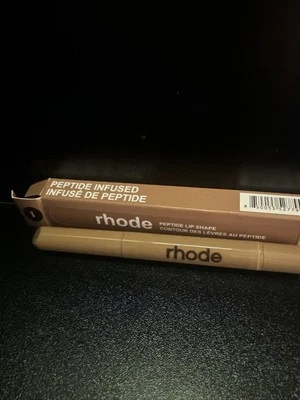 PEPTIDE INFUSED
INFUSÉ DE PEPTIDE
rhode
PEPTIDE LIP SHAPE
CONTOUR DES LÈVRES AU PEPTIDE
rhode